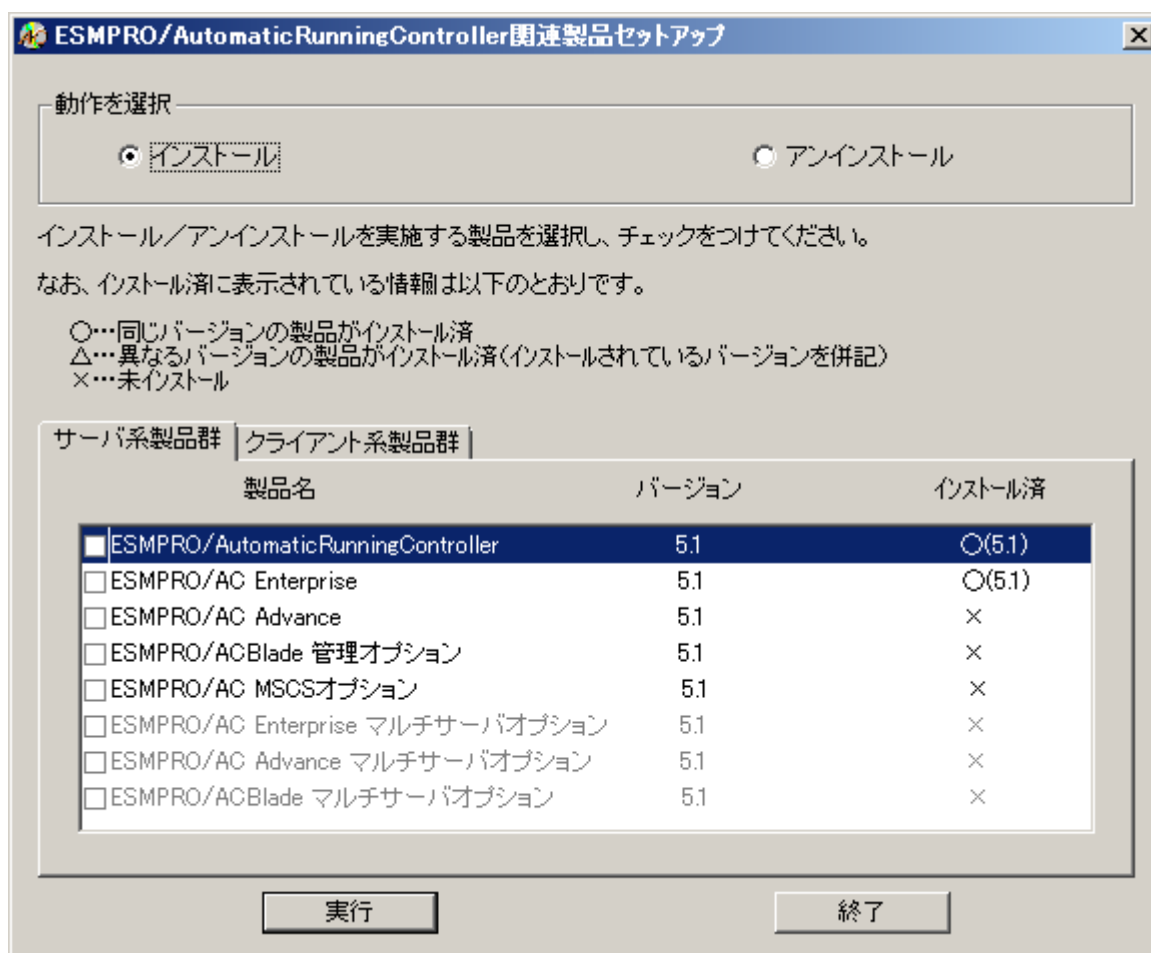 ESMPRO/AutomaticRunningController関連製品セットアップ
動作を選択
インストール アンインストール
インストール／アンインストールを実施する製品を選択し、チェックをつけてください。
なお、インストール済に表示されている情報は以下のとおりです。
○…同じバージョンの製品がインストール済
△…異なるバージョンの製品がインストール済(インストールされているバージョンを併記)
×…未インストール
サーバ系製品群 クライアント系製品群
製品名 バージョン インストール済
ESMPRO/AutomaticRunningController 5.1 ○(5.1)
ESMPRO/AC Enterprise 5.1 ○(5.1)
ESMPRO/AC Advance 5.1 ×
ESMPRO/ACBlade 管理オプション 5.1 ×
ESMPRO/AC MSCSオプション 5.1 ×
ESMPRO/AC Enterprise マルチサーバオプション 5.1 ×
ESMPRO/AC Advance マルチサーバオプション 5.1 ×
ESMPRO/ACBlade マルチサーバオプション 5.1 ×
実行 終了